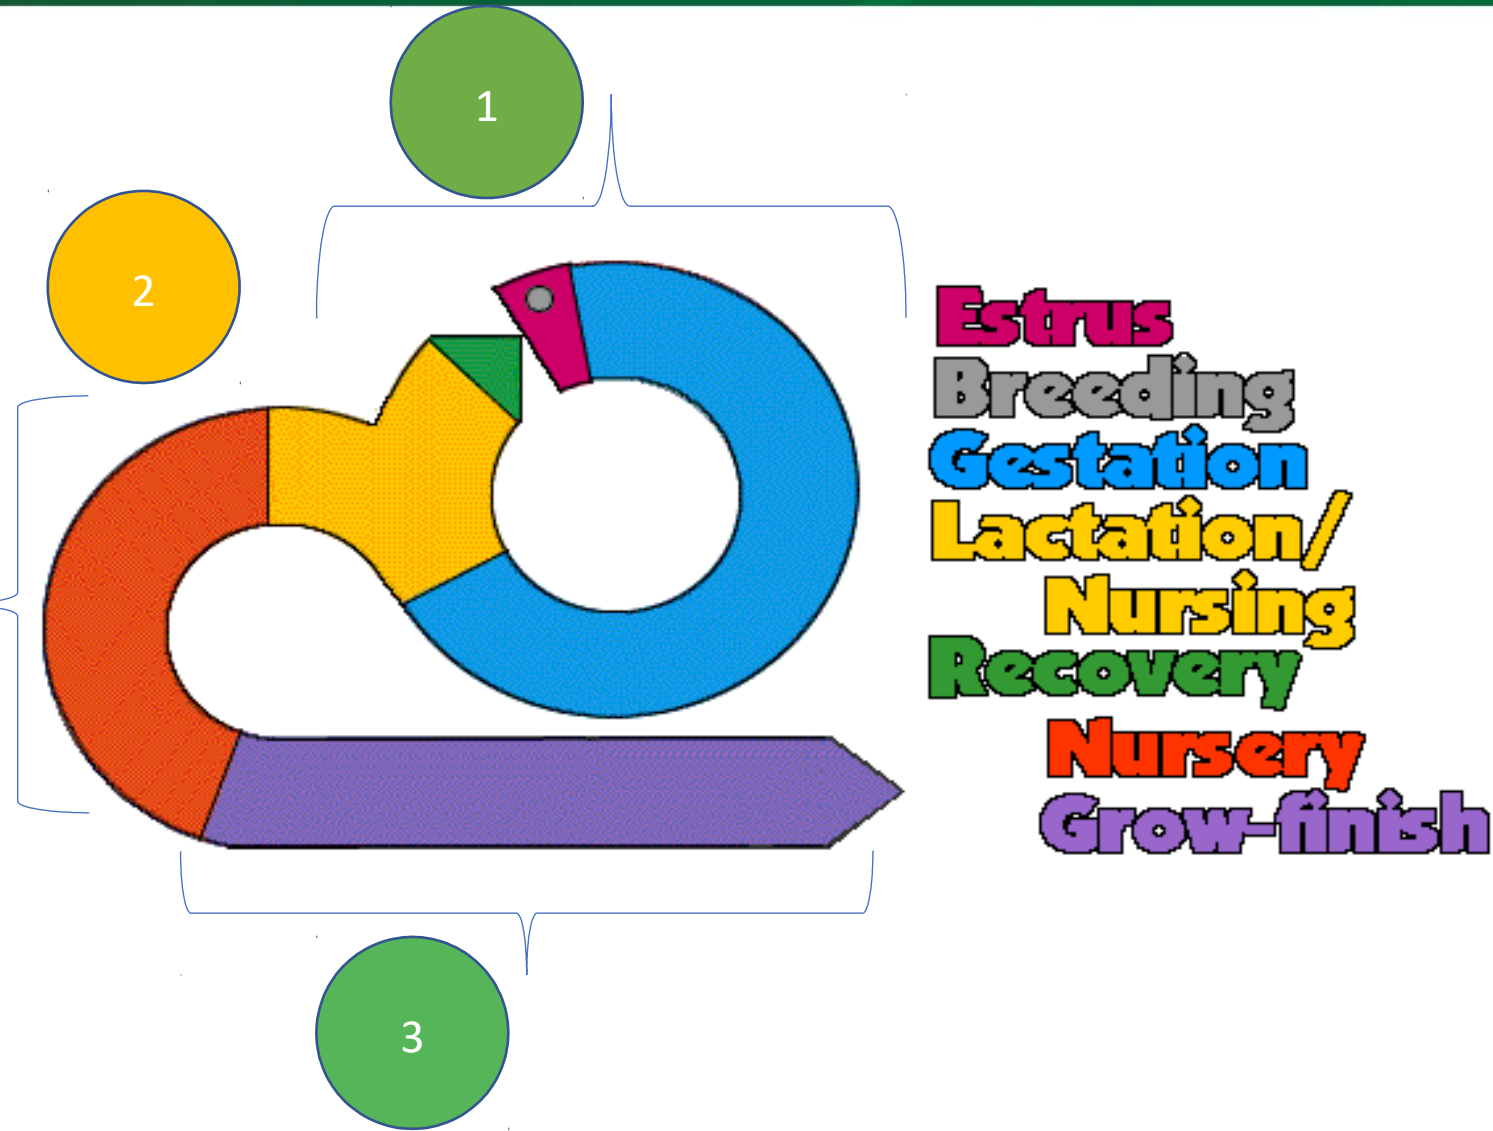 1
2
Estrus
Breeding
Gestation
Lactation/
Nursing
Recovery
Nursery
Grow-finish
3